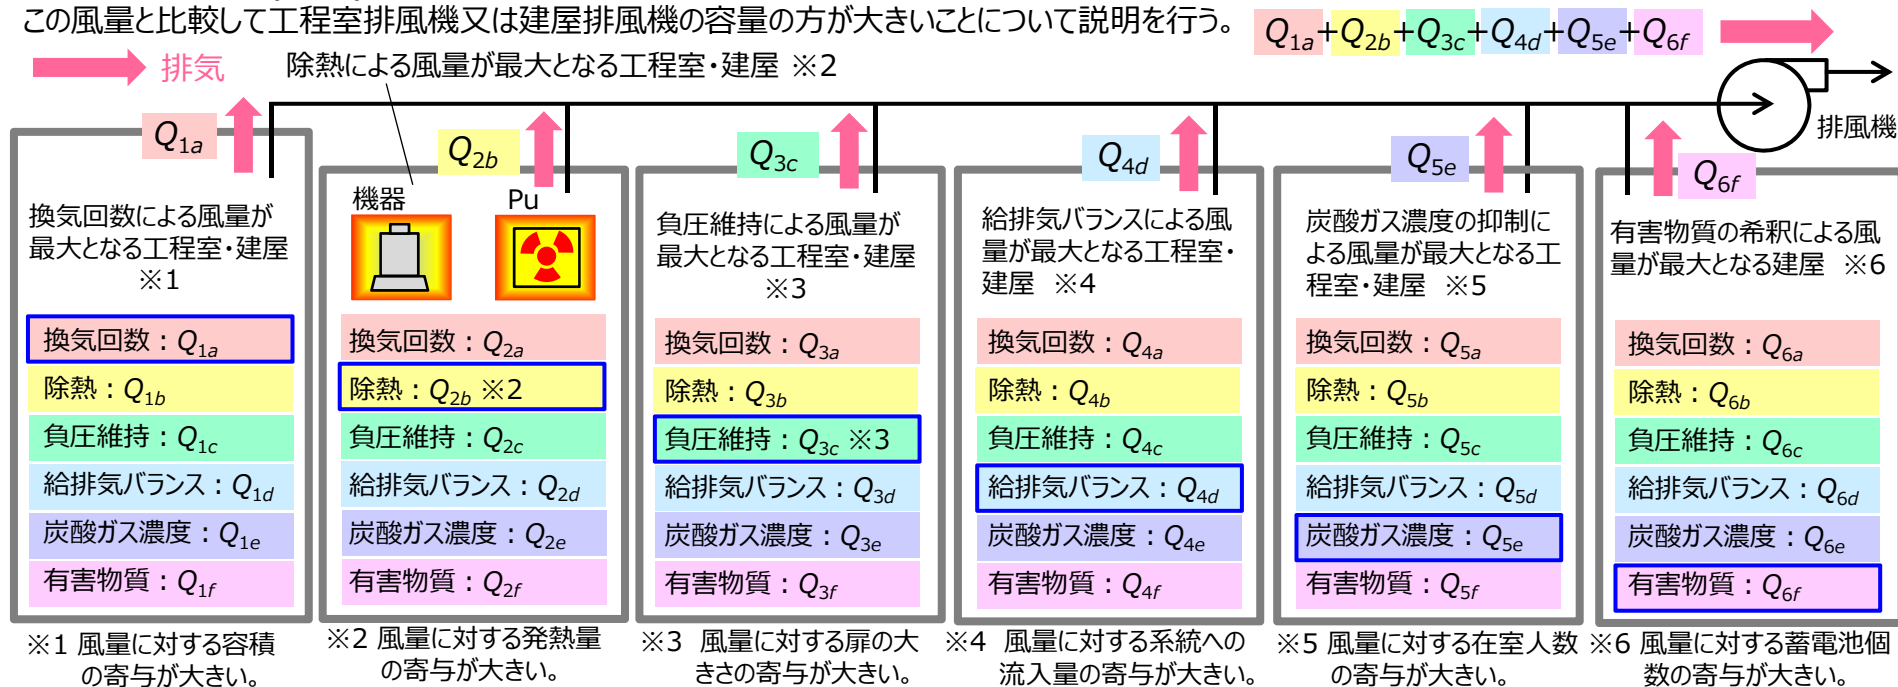 この風量と比較して工程室排風機又は建屋排風機の容量の方が大きいことについて説明を行う。
Q1a+Q2b+Q3c+Q4d+Q5e+Q6f
排気
除熱による風量が最大となる工程室・建屋 ※2
排風機
Q1a
換気回数による風量が
最大となる工程室・建屋
※1
換気回数：Q1a
除熱：Q1b
負圧維持：Q1c
給排気バランス：Q1d
炭酸ガス濃度：Q1e
有害物質：Q1f
※1 風量に対する容積
の寄与が大きい。
Q2b
機器
Pu
換気回数：Q2a
除熱：Q2b ※2
負圧維持：Q2c
給排気バランス：Q2d
炭酸ガス濃度：Q2e
有害物質：Q2f
※2 風量に対する発熱量
の寄与が大きい。
Q3c
負圧維持による風量が
最大となる工程室・建屋
※3
換気回数：Q3a
除熱：Q3b
負圧維持：Q3c ※3
給排気バランス：Q3d
炭酸ガス濃度：Q3e
有害物質：Q3f
※3 風量に対する扉の大
きさの寄与が大きい。
Q4d
給排気バランスによる風
量が最大となる工程室・
建屋 ※4
換気回数：Q4a
除熱：Q4b
負圧維持：Q4c
給排気バランス：Q4d
炭酸ガス濃度：Q4e
有害物質：Q4f
※4 風量に対する系統への
流入量の寄与が大きい。
Q5e
炭酸ガス濃度の抑制に
よる風量が最大となる工
程室・建屋 ※5
換気回数：Q5a
除熱：Q5b
負圧維持：Q5c
給排気バランス：Q5d
炭酸ガス濃度：Q5e
有害物質：Q5f
※5 風量に対する在室人数
の寄与が大きい。
Q6f
有害物質の希釈による風
量が最大となる建屋 ※6
換気回数：Q6a
除熱：Q6b
負圧維持：Q6c
給排気バランス：Q6d
炭酸ガス濃度：Q6e
有害物質：Q6f
※6 風量に対する蓄電池個
数の寄与が大きい。